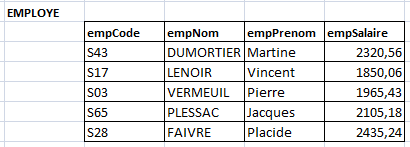 EMPLOYE
empCode empNom empPrenom empSalaire
S43 DUMORTIER Martine 2320,56
S17 LENOIR Vincent 1850,06
S03 VERMEUIL Pierre 1965,43
S65 PLESSAC Jacques 2105,18
S28 FAIVRE Placide 2435,24